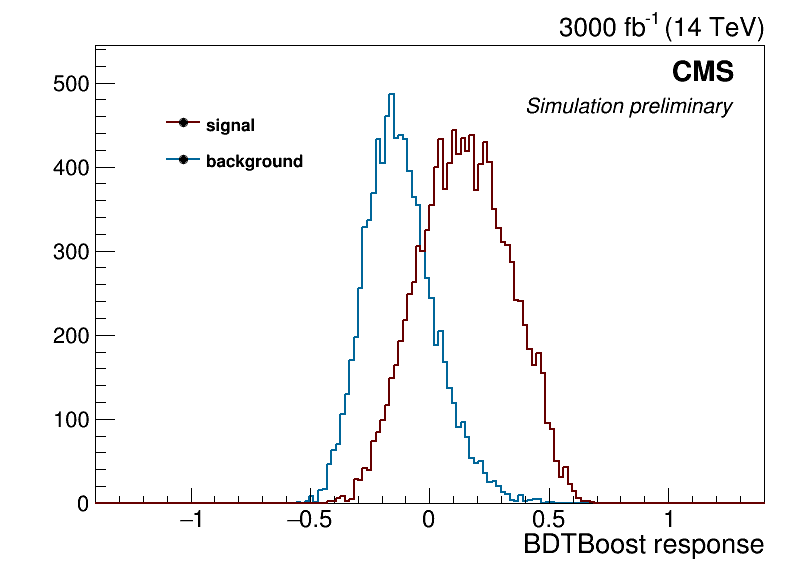 3000 fb⁻¹ (14 TeV)
CMS
Simulation preliminary
signal
background
500
400
300
200
100
0
−1 −0.5 0 0.5 1
BDTBoost response